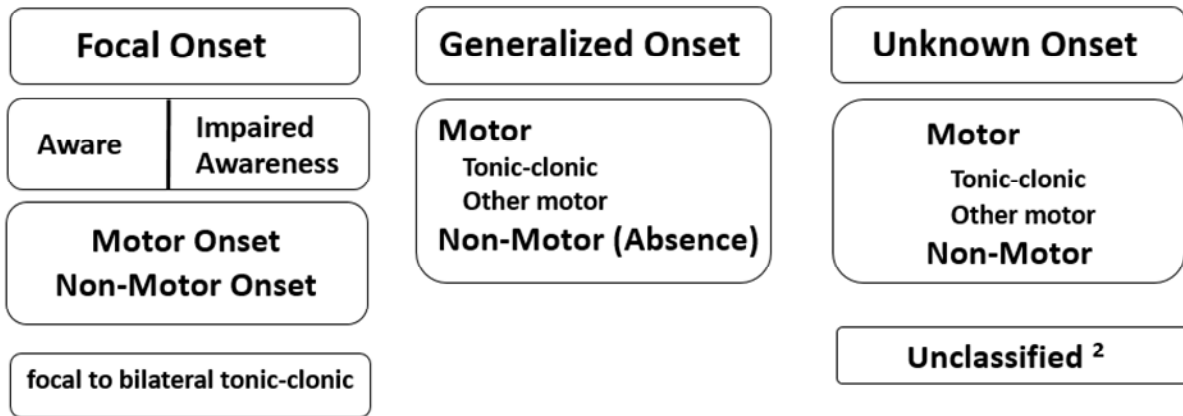 Focal Onset
Aware
Impaired
Awareness
Motor Onset
Non-Motor Onset
focal to bilateral tonic-clonic
Generalized Onset
Motor
Tonic-clonic
Other motor
Non-Motor (Absence)
Unknown Onset
Motor
Tonic-clonic
Other motor
Non-Motor
Unclassified ²